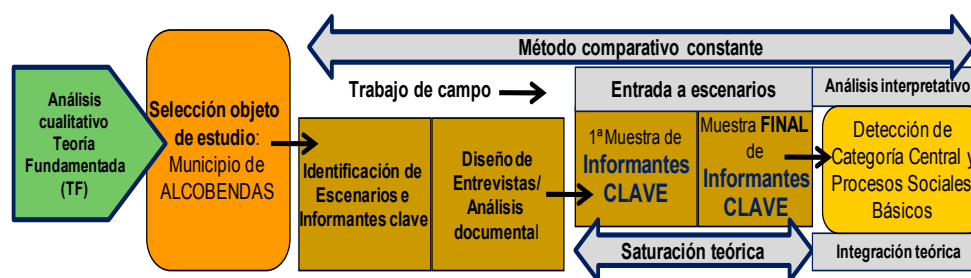 Método comparativo constante
Análisis
cualitativo
Teoría
Fundamentada
(TF)
Selección objeto
de estudio:
Municipio de
ALCOBENDAS
Trabajo de campo
Identificación de
Escenarios e
Informantes clave
Diseño de
Entrevistas/
Análisis
documental
Entrada a escenarios
1ª Muestra de
Informantes
CLAVE
Muestra FINAL
de
Informantes
CLAVE
Saturación teórica
Análisis interpretativo
Detección de
Categoría Central y
Procesos Sociales
Básicos
Integración teórica